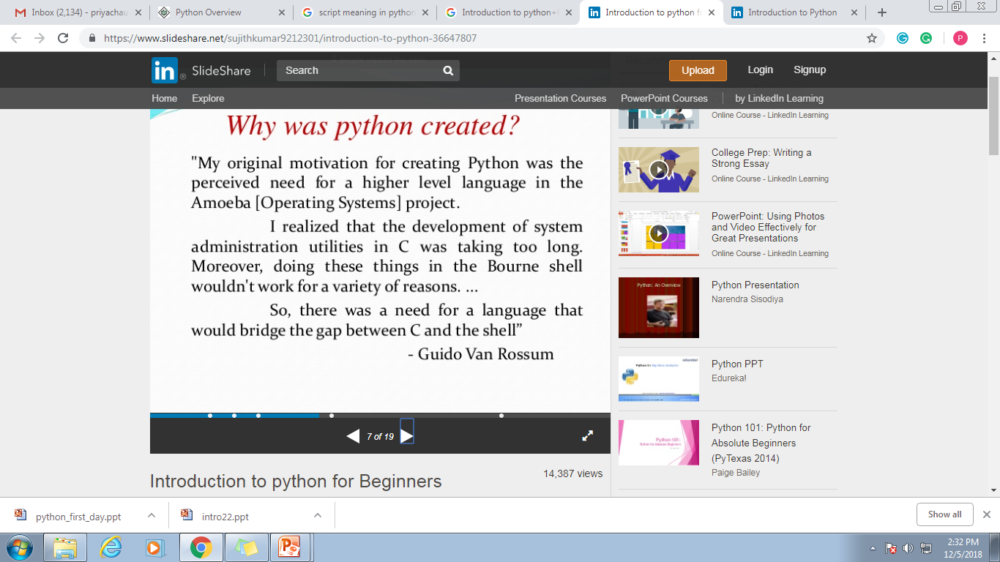 Inbox (2,134) - priyachau
Python Overview
script meaning in python
Introduction to python+
Introduction to python f
Introduction to Python
https://www.slideshare.net/sujithkumar9212301/introduction-to-python-36647807
P
in SlideShare
Search
Upload
Login
Signup
Home
Explore
Presentation Courses
PowerPoint Courses
by LinkedIn Learning
Why was python created?
"My original motivation for creating Python was the
perceived need for a higher level language in the
Amoeba [Operating Systems] project.
I realized that the development of system
administration utilities in C was taking too long.
Moreover, doing these things in the Bourne shell
wouldn't work for a variety of reasons. ...
So, there was a need for a language that
would bridge the gap between C and the shell”
- Guido Van Rossum
7 of 19
Introduction to python for Beginners
14,387 views
Online Course - LinkedIn Learning
College Prep: Writing a
Strong Essay
Online Course - LinkedIn Learning
PowerPoint: Using Photos
and Video Effectively for
Great Presentations
Online Course - LinkedIn Learning
Python: An Overview
Python Presentation
Narendra Sisodiya
edureka!
Python PPT
Edureka!
Python 101:
Python 101: Python for
Absolute Beginners
(PyTexas 2014)
Paige Bailey
python_first_day.ppt
intro22.ppt
Show all
2:32 PM
12/5/2018